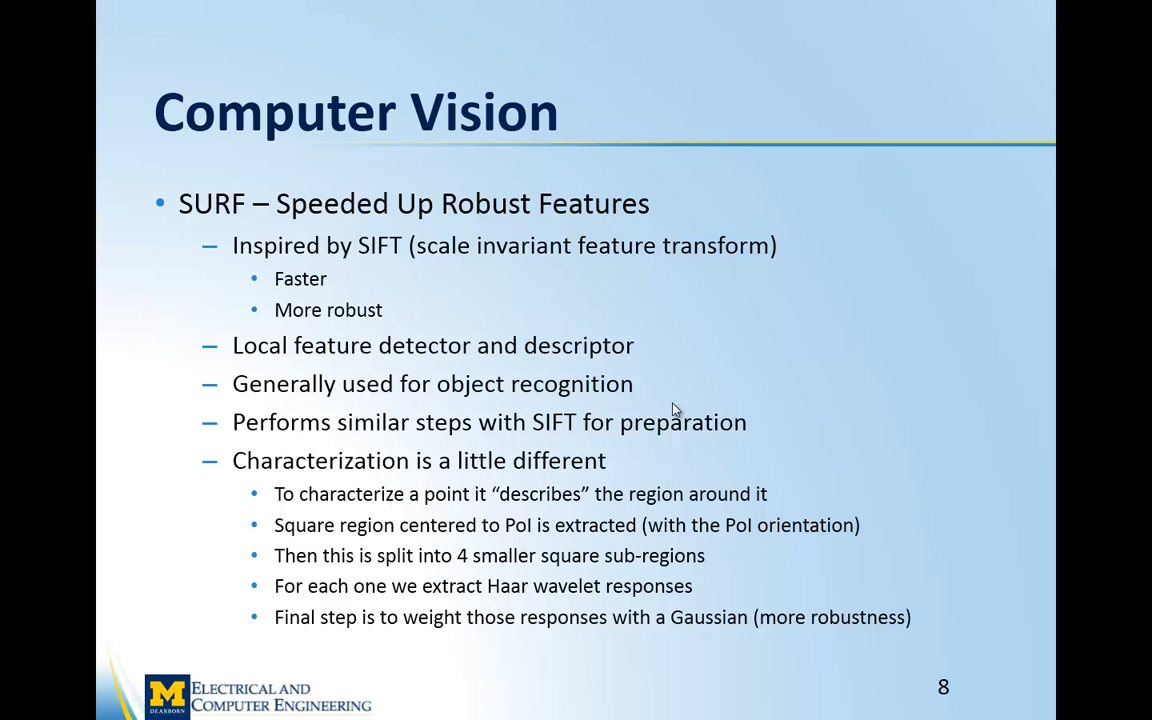 Computer Vision
• SURF – Speeded Up Robust Features
– Inspired by SIFT (scale invariant feature transform)
• Faster
• More robust
– Local feature detector and descriptor
– Generally used for object recognition
– Performs similar steps with SIFT for preparation
– Characterization is a little different
• To characterize a point it “describes” the region around it
• Square region centered to PoI is extracted (with the PoI orientation)
• Then this is split into 4 smaller square sub-regions
• For each one we extract Haar wavelet responses
• Final step is to weight those responses with a Gaussian (more robustness)
M
DEARBORN
ELECTRICAL AND
COMPUTER ENGINEERING
8